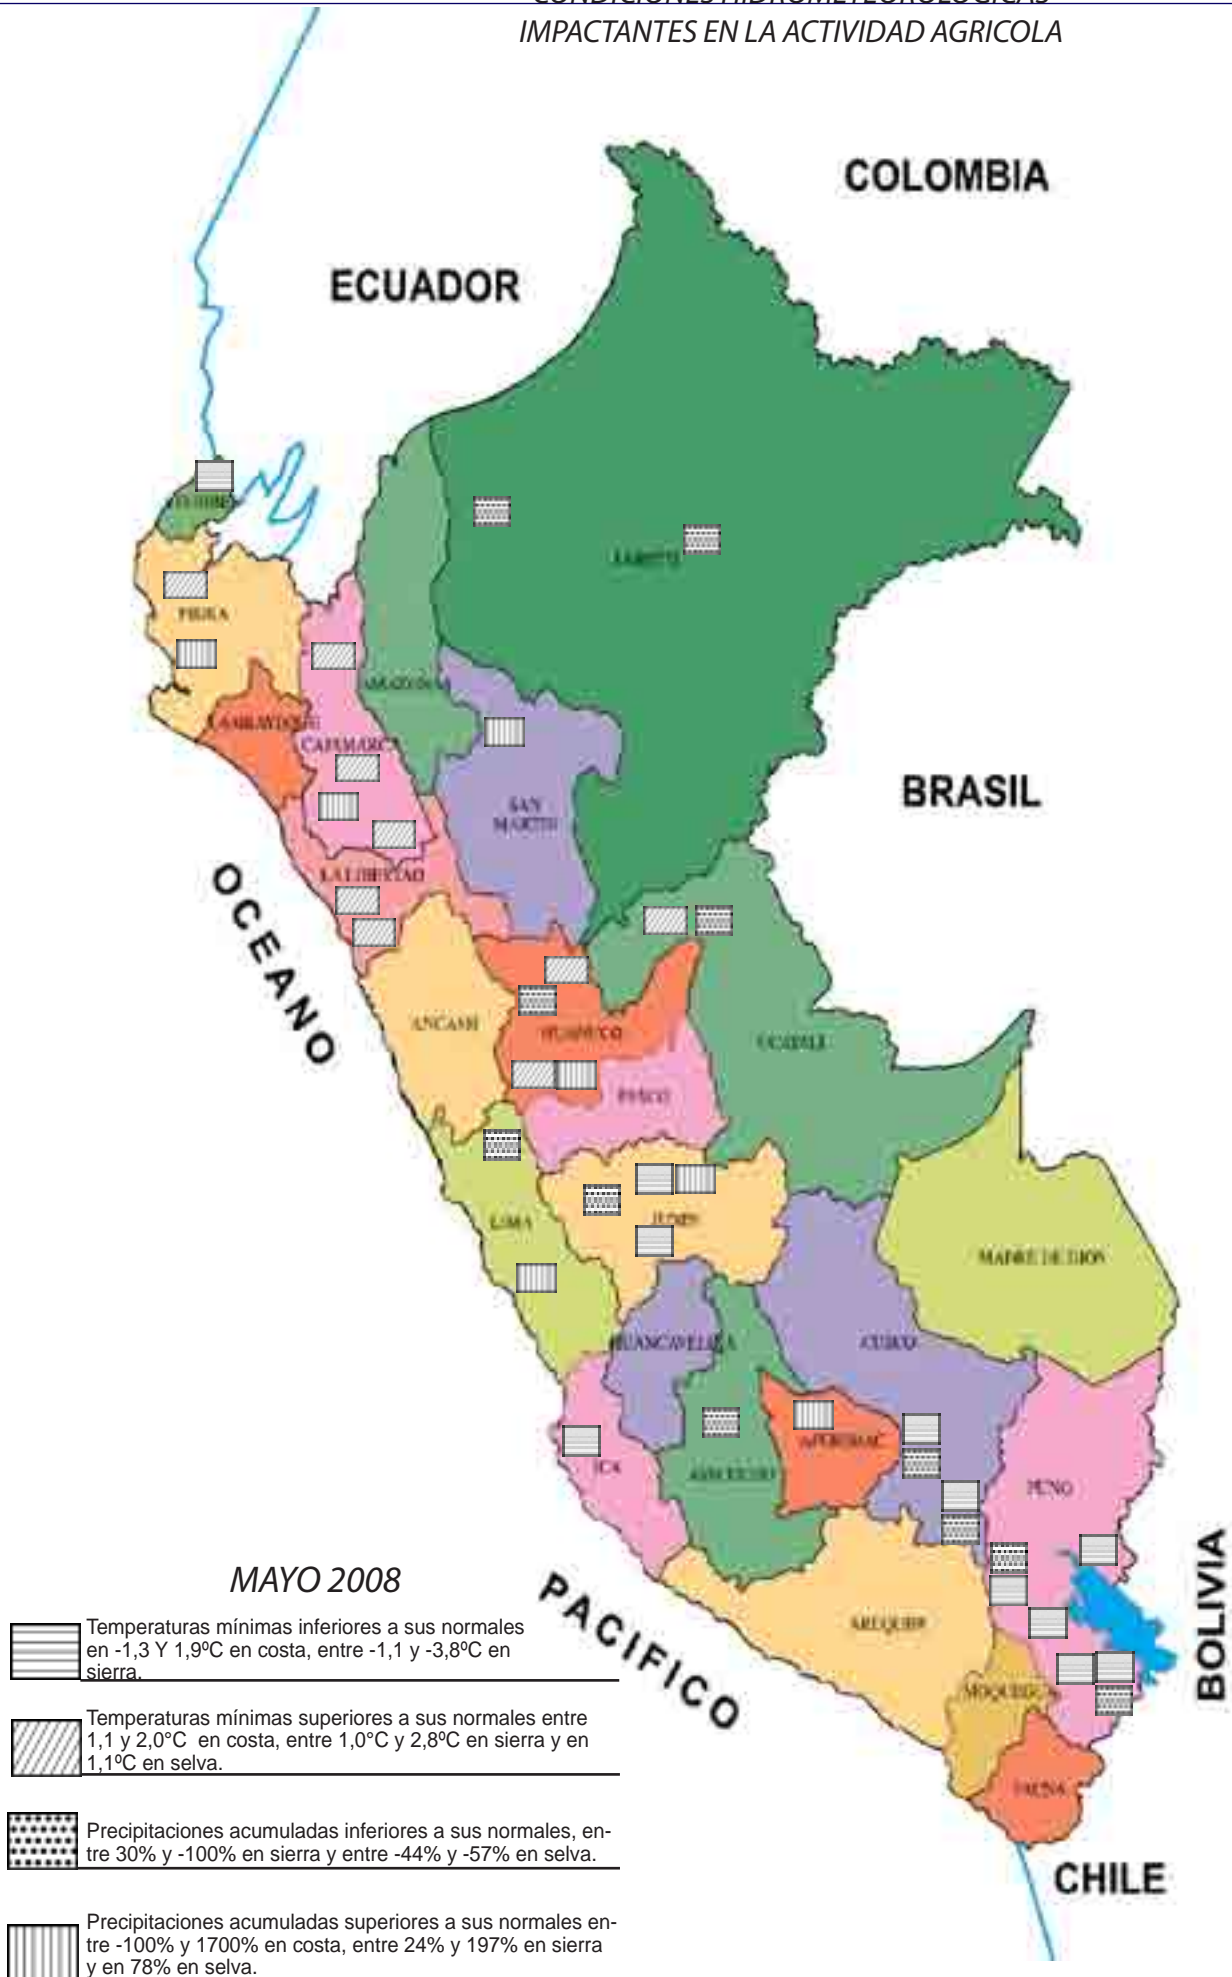 CONDICIONES HIDROMETEOROLOGICAS
IMPACTANTES EN LA ACTIVIDAD AGRICOLA
COLOMBIA
ECUADOR
PIURA
LAMBAYEQUE
AMAZONAS
CAJAMARCA
BRASIL
SAN
MARTIN
LA LIBERTAD
OCEANO
ANCASH
HUANUCO
UCAYALI
PASCO
JUNIN
LIMA
MADRE DE DIOS
HUANCAVELICA
CUSCO
APURIMAC
ICA
AYACUCHO
PUNO
BOLIVIA
PACIFICO
AREQUIPA
MOQUEGUA
TACNA
CHILE
MAYO 2008
Temperaturas mínimas inferiores a sus normales
en -1,3 Y 1,9ºC en costa, entre -1,1 y -3,8ºC en
sierra.
Temperaturas mínimas superiores a sus normales entre
1,1 y 2,0°C en costa, entre 1,0°C y 2,8ºC en sierra y en
1,1ºC en selva.
Precipitaciones acumuladas inferiores a sus normales, en-
tre 30% y -100% en sierra y entre -44% y -57% en selva.
Precipitaciones acumuladas superiores a sus normales en-
tre -100% y 1700% en costa, entre 24% y 197% en sierra
y en 78% en selva.